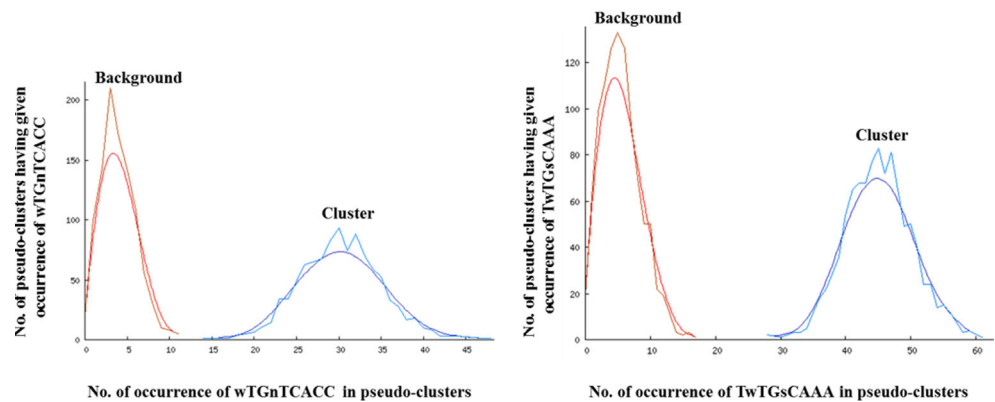 Background
Cluster
No. of pseudo-clusters having given
occurrence of wTGnTCACC
200
150
100
50
0
0
5
10
15
20
25
30
35
40
45
No. of occurrence of wTGnTCACC in pseudo-clusters
Background
Cluster
No. of pseudo-clusters having given
occurrence of TwTGsCAAA
120
100
80
60
40
20
0
0
10
20
30
40
50
60
No. of occurrence of TwTGsCAAA in pseudo-clusters